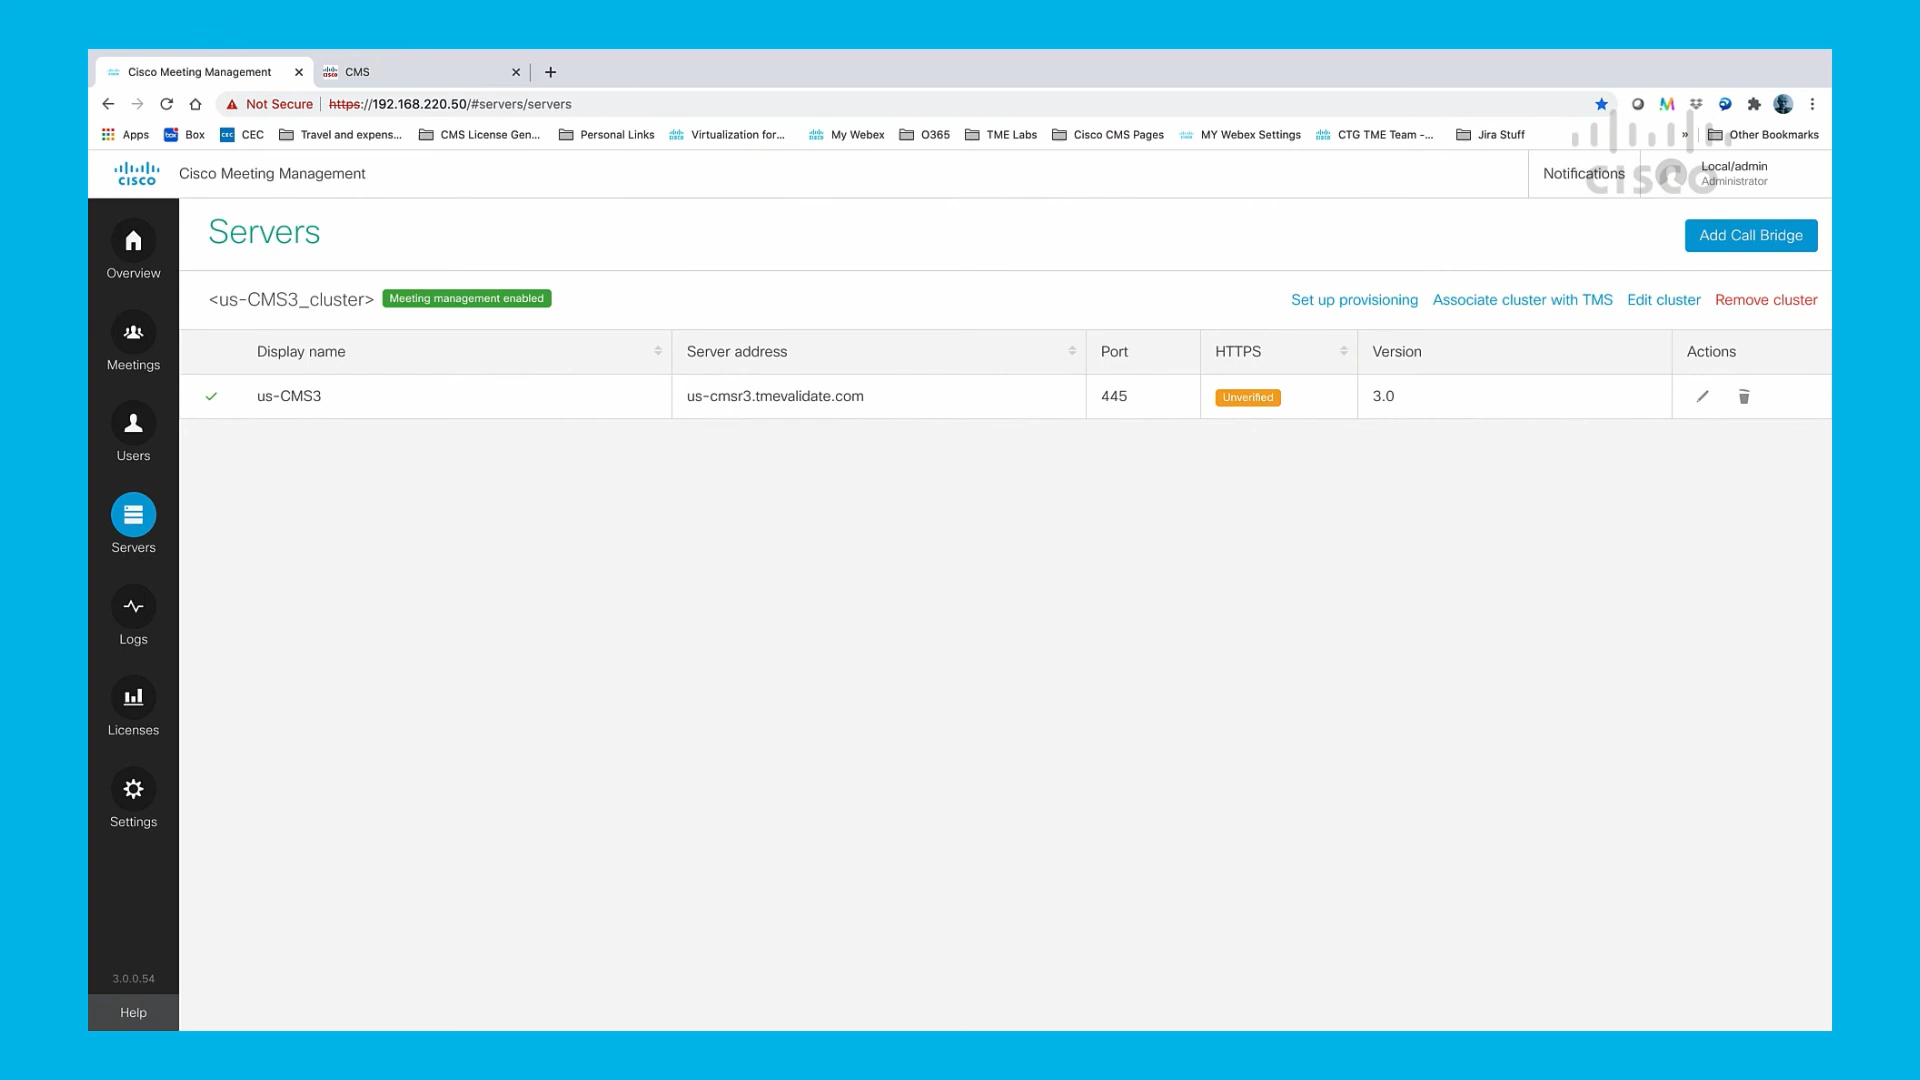 Cisco Meeting Management
CMS
Not Secure https://192.168.220.50/#servers/servers
Apps Box CEC Travel and expens... CMS License Gen... Personal Links Virtualization for... My Webex O365 TME Labs Cisco CMS Pages MY Webex Settings CTG TME Team -... Jira Stuff » Other Bookmarks
CISCO Cisco Meeting Management Notifications Local/admin
Administrator
CISCO
Servers Add Call Bridge
<us-CMS3_cluster> Meeting management enabled Set up provisioning Associate cluster with TMS Edit cluster Remove cluster
Display name Server address Port HTTPS Version Actions
us-CMS3 us-cmsr3.tmevalidate.com 445 Unverified 3.0
Overview
Meetings
Users
Servers
Logs
Licenses
Settings
3.0.0.54
Help